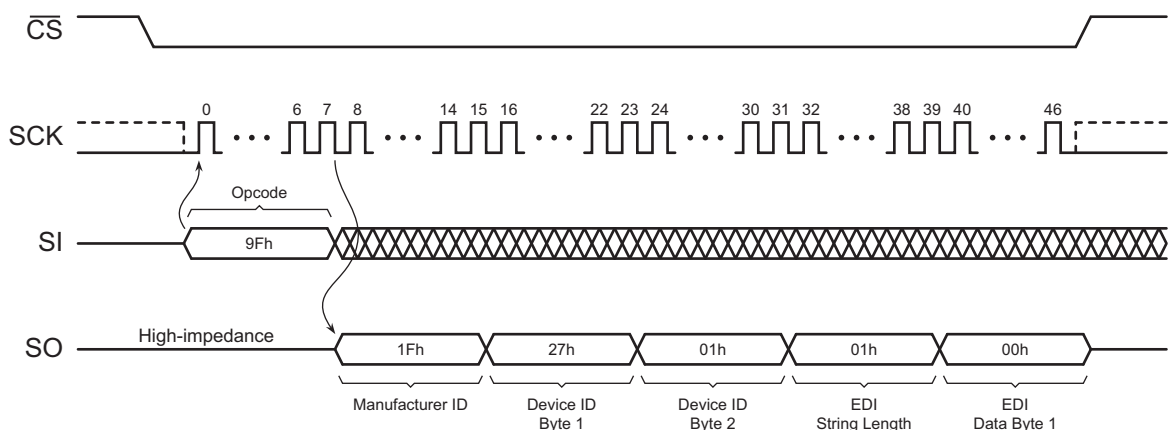 CS
SCK
0 6 7 8 14 15 16 22 23 24 30 31 32 38 39 40 46
Opcode
SI
9Fh
High-impedance
SO
1Fh 27h 01h 01h 00h
Manufacturer ID
Device ID
Byte 1
Device ID
Byte 2
EDI
String Length
EDI
Data Byte 1